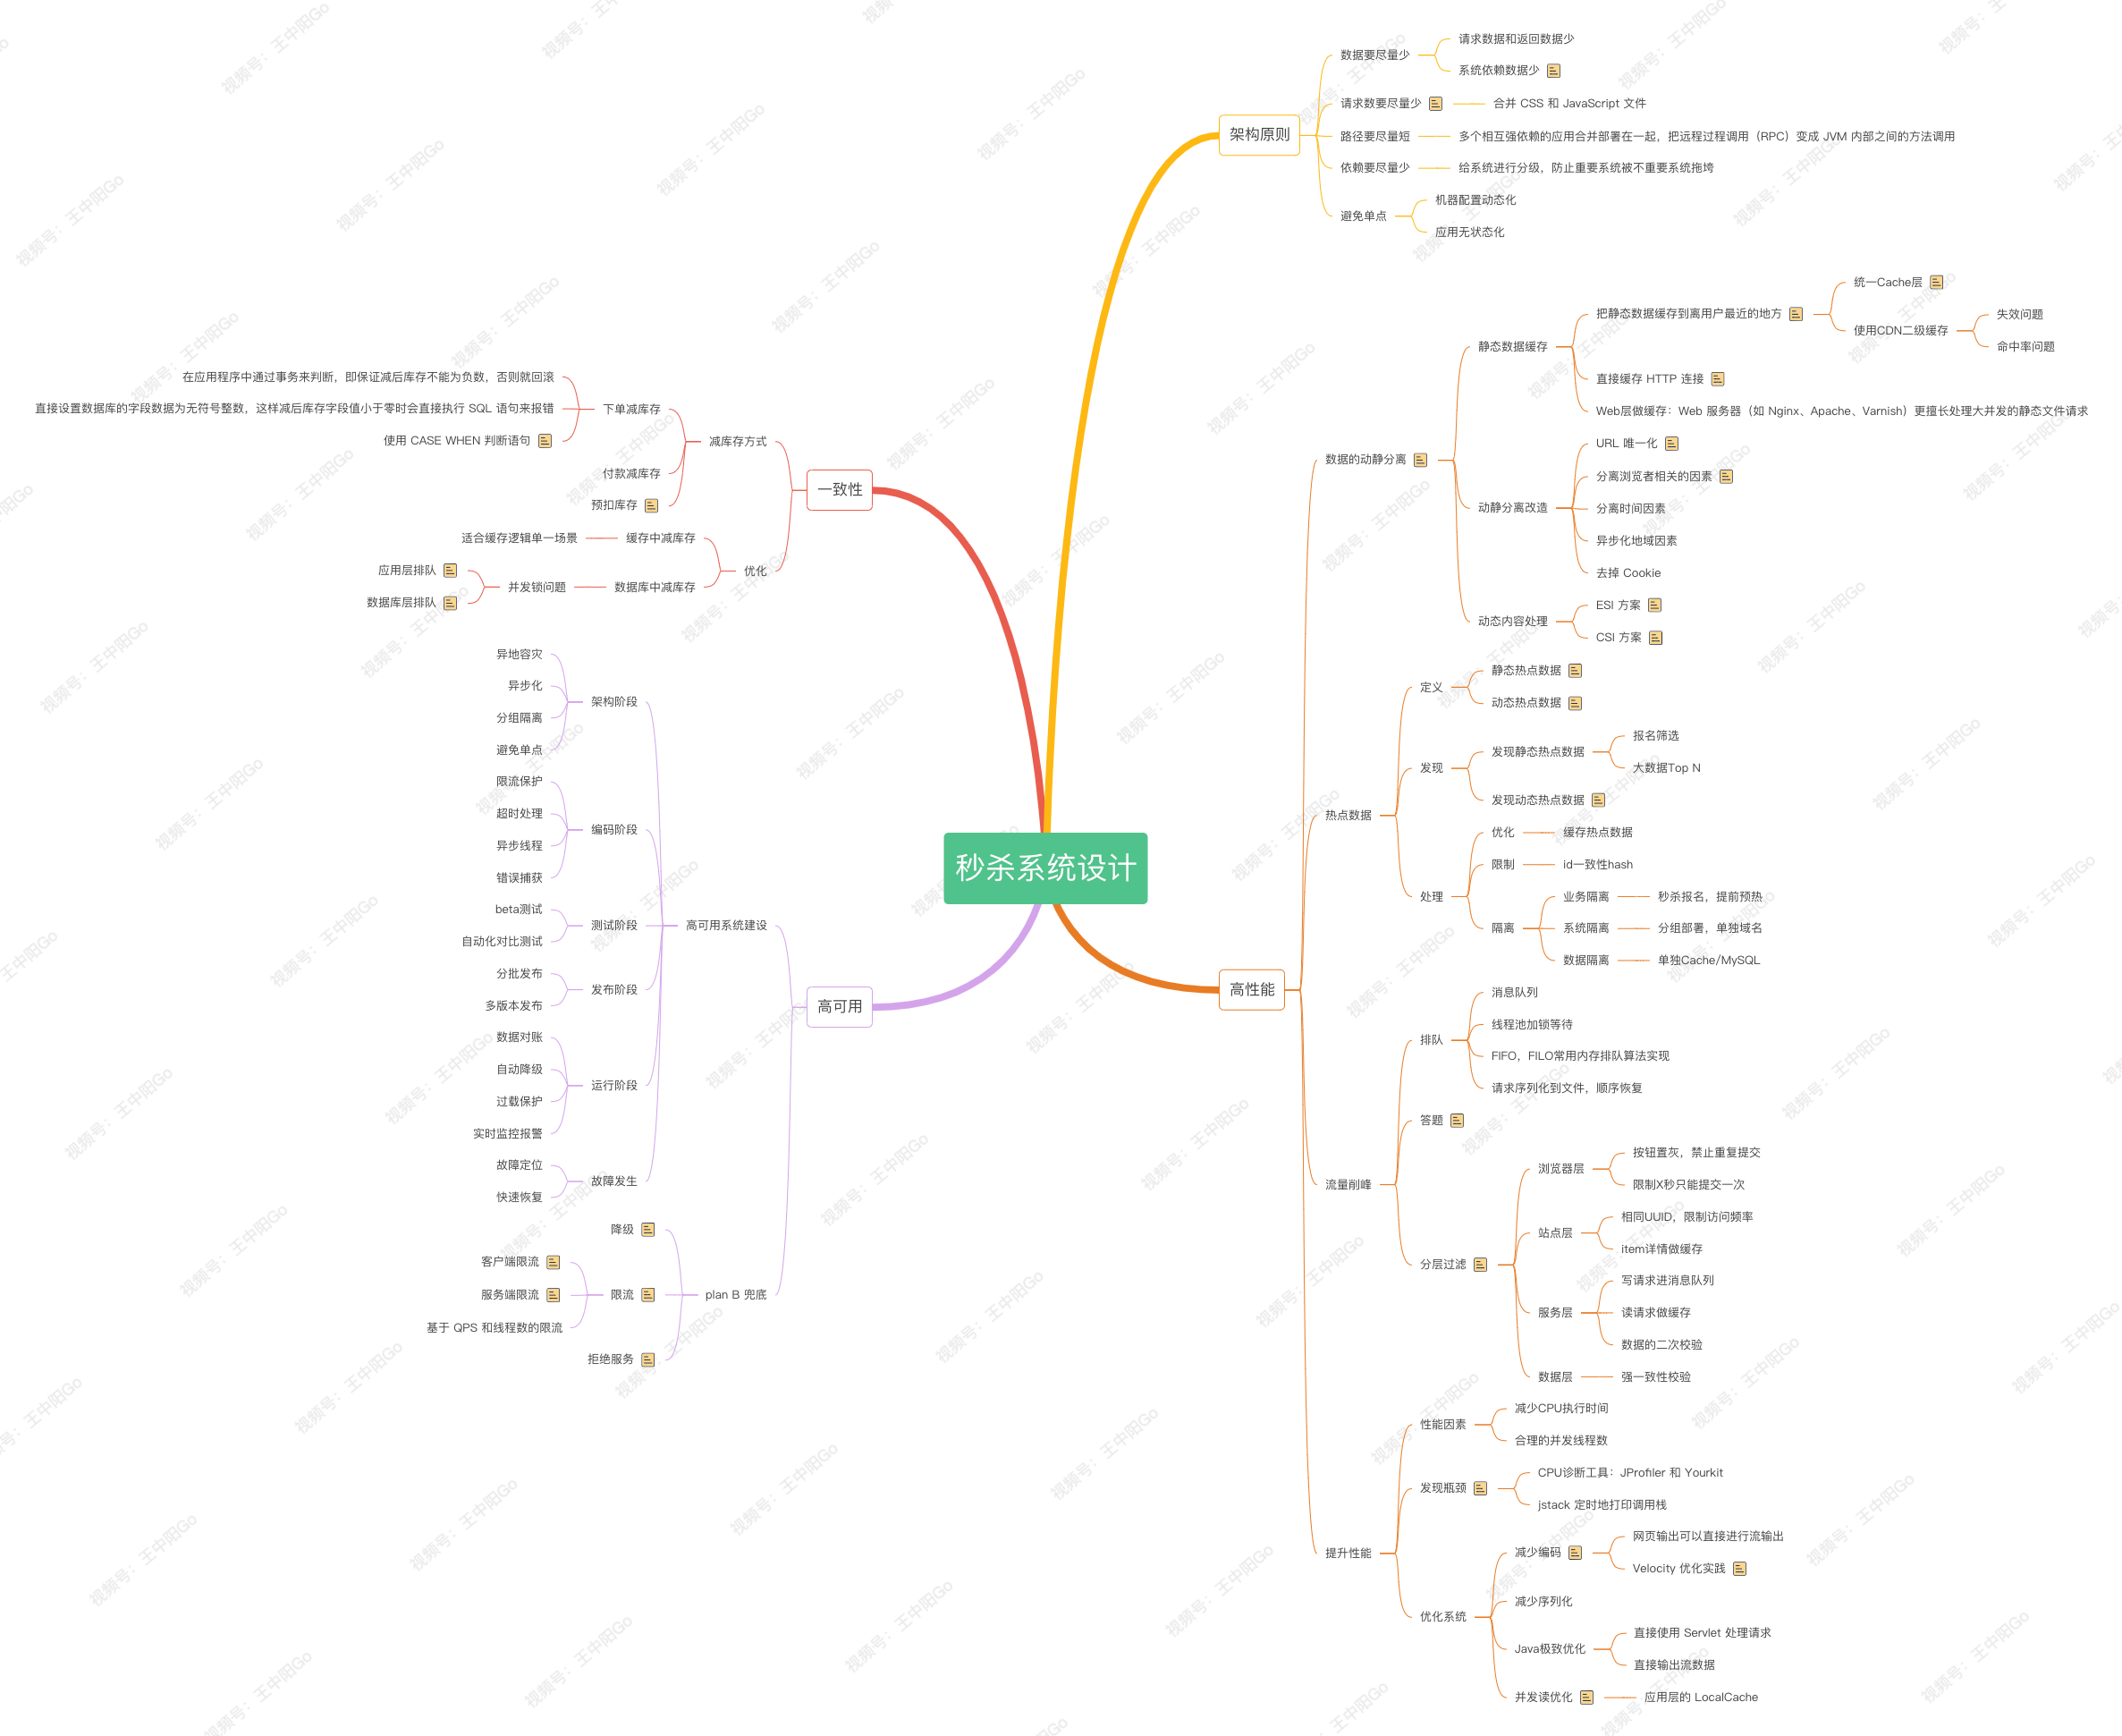 秒杀系统设计
架构原则
数据要尽量少
请求数据和返回数据少
系统依赖数据少
请求数要尽量少
合并 CSS 和 JavaScript 文件
路径要尽量短
多个相互强依赖的应用合并部署在一起，把远程过程调用（RPC）变成 JVM 内部之间的方法调用
依赖要尽量少
给系统进行分级，防止重要系统被不重要系统拖垮
避免单点
机器配置动态化
应用无状态化
高性能
数据的动静分离
静态数据缓存
把静态数据缓存到离用户最近的地方
统一Cache层
使用CDN二级缓存
失效问题
命中率问题
直接缓存 HTTP 连接
Web层做缓存：Web 服务器（如 Nginx、Apache、Varnish）更擅长处理大并发的静态文件请求
动静分离改造
URL 唯一化
分离浏览者相关的因素
分离时间因素
异步化地域因素
去掉 Cookie
动态内容处理
ESI 方案
CSI 方案
热点数据
定义
静态热点数据
动态热点数据
发现
发现静态热点数据
报名筛选
大数据Top N
发现动态热点数据
处理
优化
缓存热点数据
限制
id一致性hash
隔离
业务隔离
秒杀报名，提前预热
系统隔离
分组部署，单独域名
数据隔离
单独Cache/MySQL
流量削峰
排队
消息队列
线程池加锁等待
FIFO，FILO常用内存排队算法实现
请求序列化到文件，顺序恢复
答题
分层过滤
浏览器层
按钮置灰，禁止重复提交
限制X秒只能提交一次
站点层
相同UUID，限制访问频率
item详情做缓存
服务层
写请求进消息队列
读请求做缓存
数据的二次校验
数据层
强一致性校验
提升性能
性能因素
减少CPU执行时间
合理的并发线程数
发现瓶颈
CPU诊断工具：JProfiler 和 Yourkit
jstack 定时地打印调用栈
优化系统
减少编码
网页输出可以直接进行流输出
Velocity 优化实践
减少序列化
Java极致优化
直接使用 Servlet 处理请求
直接输出流数据
并发读优化
应用层的 LocalCache
一致性
减库存方式
下单减库存
在应用程序中通过事务来判断，即保证减后库存不能为负数，否则就回滚
直接设置数据库的字段数据为无符号整数，这样减后库存字段值小于零时会直接执行 SQL 语句来报错
使用 CASE WHEN 判断语句
付款减库存
预扣库存
优化
缓存中减库存
适合缓存逻辑单一场景
数据库中减库存
并发锁问题
应用层排队
数据库层排队
高可用
高可用系统建设
架构阶段
异地容灾
异步化
分组隔离
避免单点
编码阶段
限流保护
超时处理
异步线程
错误捕获
测试阶段
beta测试
自动化对比测试
发布阶段
分批发布
多版本发布
运行阶段
数据对账
自动降级
过载保护
实时监控报警
故障发生
故障定位
快速恢复
plan B 兜底
降级
限流
客户端限流
服务端限流
基于 QPS 和线程数的限流
拒绝服务
视频号：王中阳Go